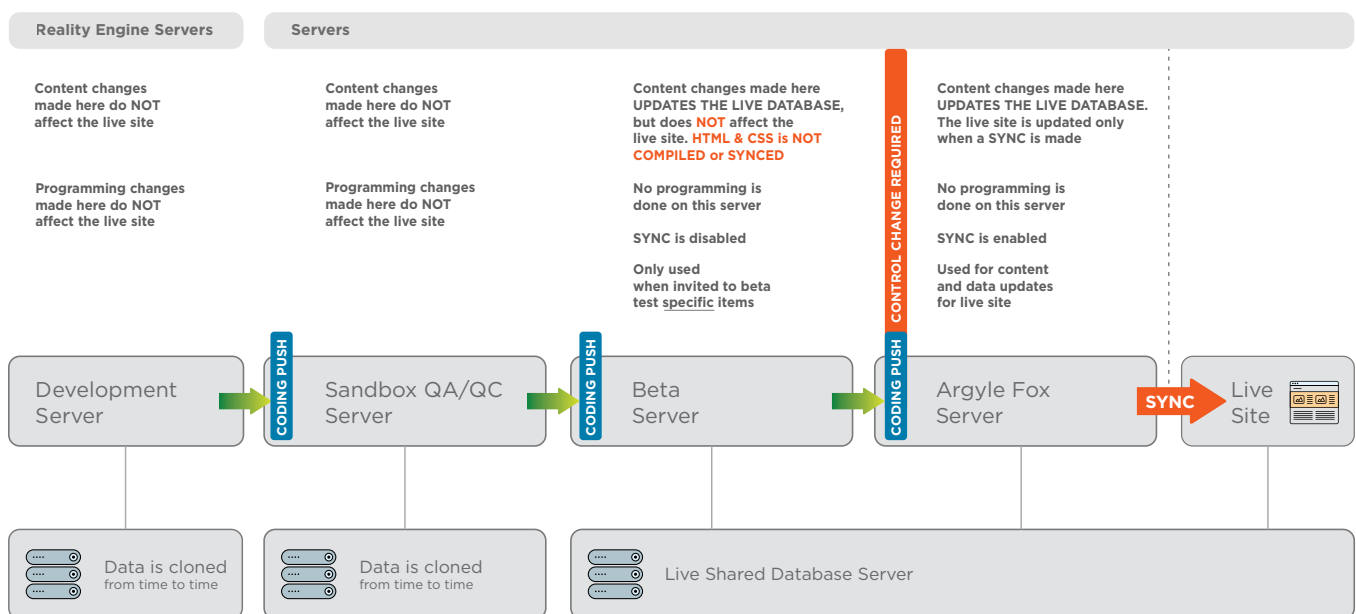 Reality Engine Servers
Servers
Content changes
made here do NOT
affect the live site
Programming changes
made here do NOT
affect the live site
Content changes
made here do NOT
affect the live site
Programming changes
made here do NOT
affect the live site
Content changes made here
UPDATES THE LIVE DATABASE,
but does NOT affect the
live site. HTML & CSS is NOT
COMPILED or SYNCED
No programming is
done on this server
SYNC is disabled
Only used
when invited to beta
test specific items
CONTROL CHANGE REQUIRED
Content changes made here
UPDATES THE LIVE DATABASE.
The live site is updated only
when a SYNC is made
No programming is
done on this server
SYNC is enabled
Used for content
and data updates
for live site
Development
Server
CODING PUSH
Sandbox QA/QC
Server
CODING PUSH
Beta
Server
CODING PUSH
Argyle Fox
Server
SYNC
Live
Site
Data is cloned
from time to time
Data is cloned
from time to time
Live Shared Database Server